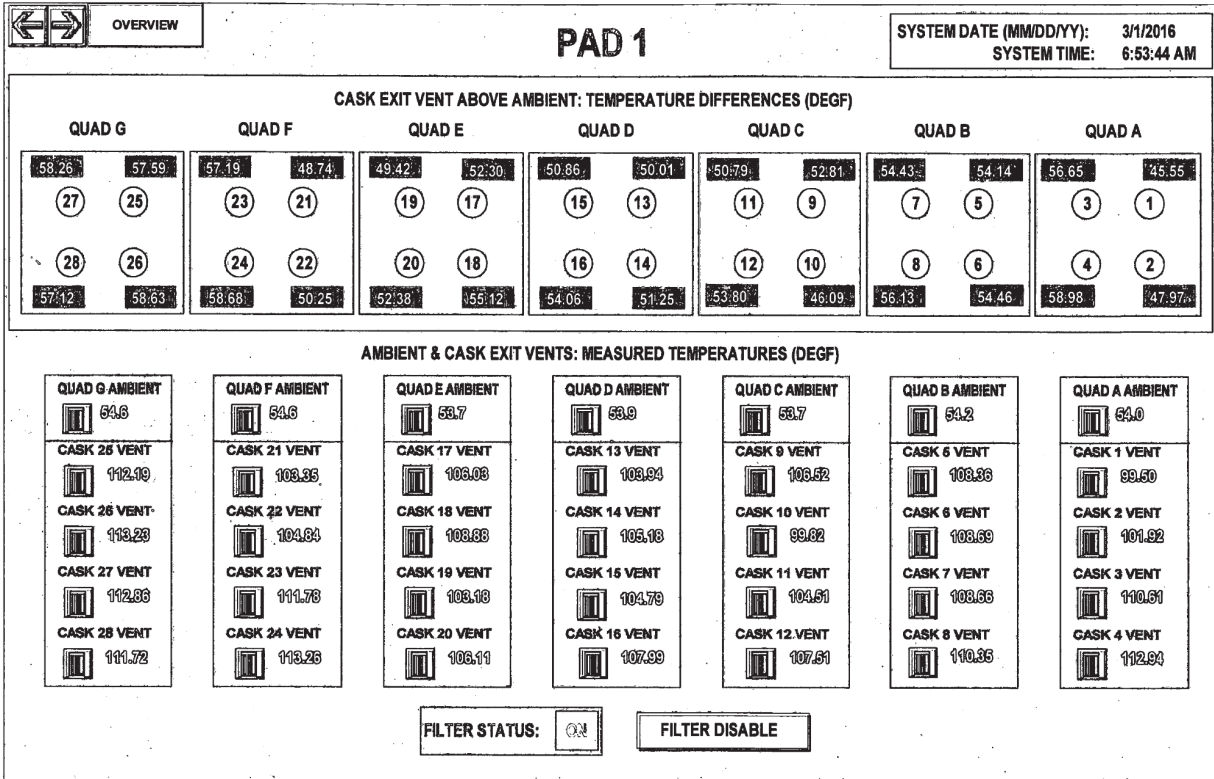 OVERVIEW
PAD 1
SYSTEM DATE (MM/DD/YY): 3/1/2016
SYSTEM TIME: 6:53:44 AM
CASK EXIT VENT ABOVE AMBIENT: TEMPERATURE DIFFERENCES (DEGF)
QUAD G QUAD F QUAD E QUAD D QUAD C QUAD B QUAD A
58.26 57.59 57.19 48.74 49.42 52.30 50.86 50.01 50.79 52.81 54.43 54.14 56.65 45.55
27 25 23 21 19 17 15 13 11 9 7 5 3 1
28 26 24 22 20 18 16 14 12 10 8 6 4 2
57.12 58.63 58.68 50.25 52.38 55.12 54.06 51.25 53.80 46.09 56.13 54.46 58.98 47.97
AMBIENT & CASK EXIT VENTS: MEASURED TEMPERATURES (DEGF)
QUAD G AMBIENT QUAD F AMBIENT QUAD E AMBIENT QUAD D AMBIENT QUAD C AMBIENT QUAD B AMBIENT QUAD A AMBIENT
54.6 54.6 53.7 53.9 53.7 54.2 54.0
CASK 25 VENT CASK 21 VENT CASK 17 VENT CASK 13 VENT CASK 9 VENT CASK 5 VENT CASK 1 VENT
112.19 103.35 106.03 103.94 106.52 108.36 99.50
CASK 26 VENT CASK 22 VENT CASK 18 VENT CASK 14 VENT CASK 10 VENT CASK 6 VENT CASK 2 VENT
113.23 104.84 108.88 105.18 99.82 108.69 101.92
CASK 27 VENT CASK 23 VENT CASK 19 VENT CASK 15 VENT CASK 11 VENT CASK 7 VENT CASK 3 VENT
112.86 111.78 103.18 104.79 104.51 108.66 110.61
CASK 28 VENT CASK 24 VENT CASK 20 VENT CASK 16 VENT CASK 12 VENT CASK 8 VENT CASK 4 VENT
111.72 113.26 106.11 107.99 107.51 110.35 112.94
FILTER STATUS: ON FILTER DISABLE